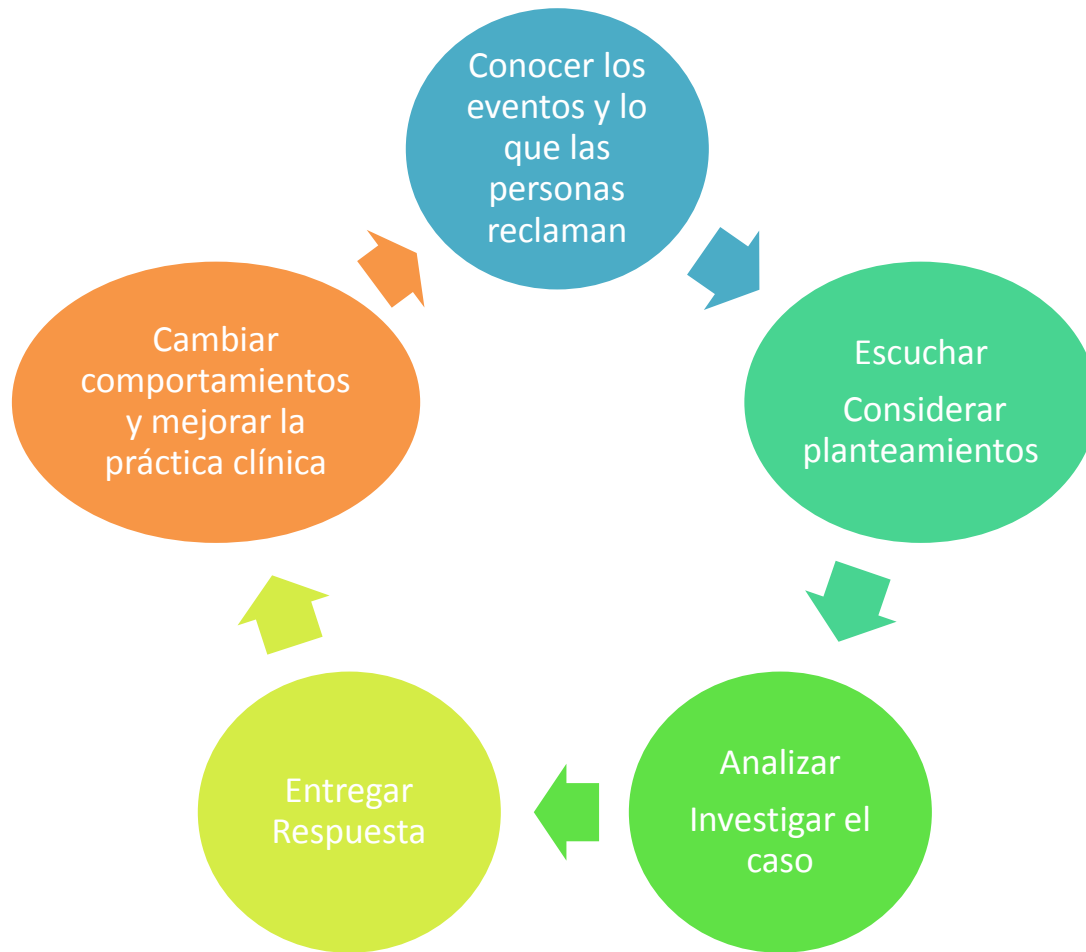 Conocer los
eventos y lo
que las
personas
reclaman
Escuchar
Considerar
planteamientos
Analizar
Investigar el
caso
Entregar
Respuesta
Cambiar
comportamientos
y mejorar la
práctica clínica